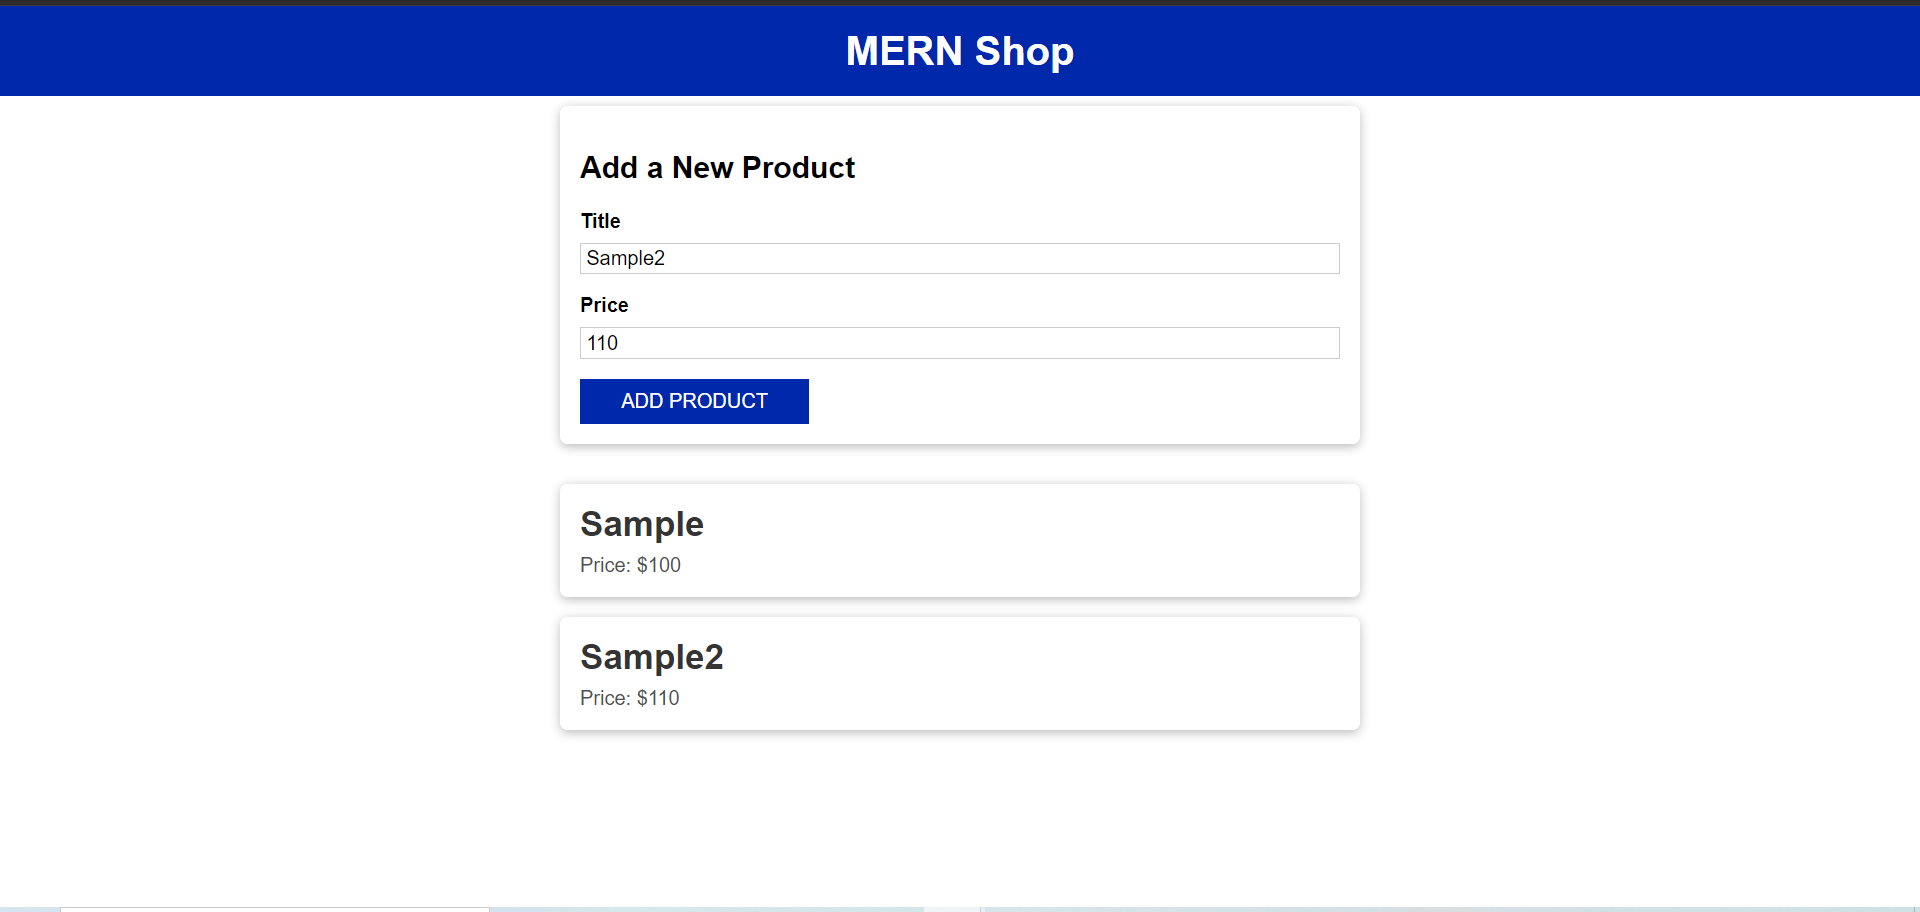 MERN Shop
Add a New Product
Title
Sample2
Price
110
ADD PRODUCT
Sample
Price: $100
Sample2
Price: $110